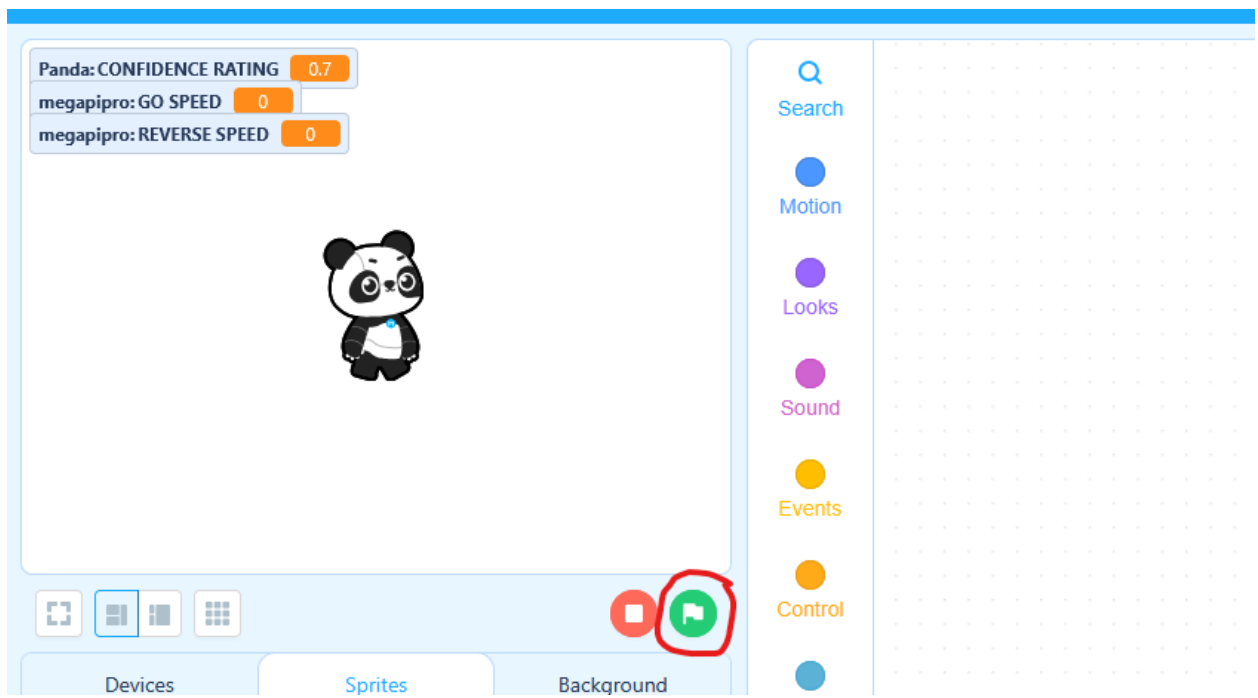 Panda: CONFIDENCE RATING 0.7
megapipro: GO SPEED 0
megapipro: REVERSE SPEED 0
Search
Motion
Looks
Sound
Events
Control
Devices Sprites Background